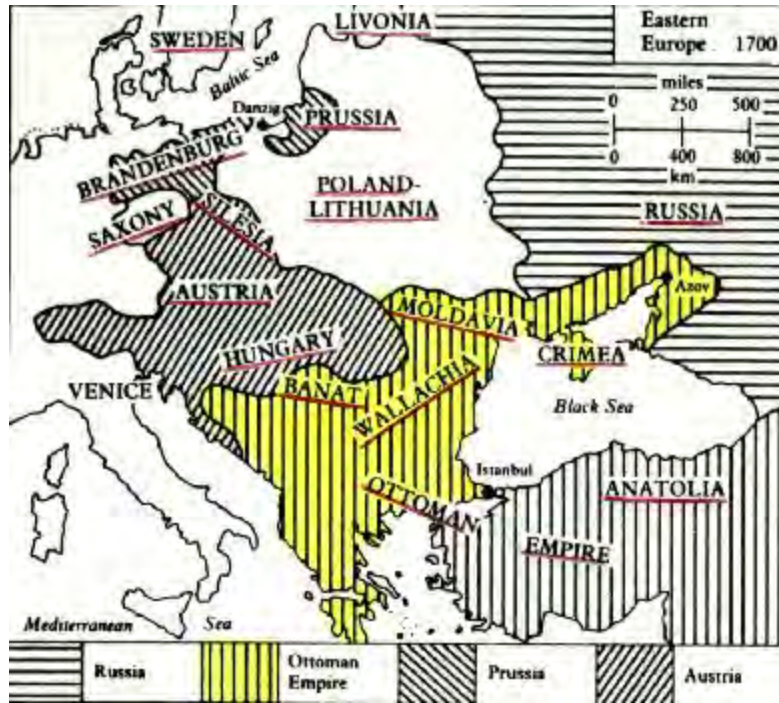 LIVONIA
Eastern
Europe 1700
SWEDEN
Baltic Sea
miles
0 250 500
0 400 800
km
Danzig
PRUSSIA
BRANDENBURG
POLAND-
LITHUANIA
SAXONY
SILESIA
RUSSIA
AUSTRIA
Azov
MOLDAVIA
HUNGARY
CRIMEA
VENICE
BANAT
WALLACHIA
Black Sea
Istanbul
OTTOMAN
ANATOLIA
EMPIRE
Mediterranean Sea
Russia
Ottoman
Empire
Prussia
Austria